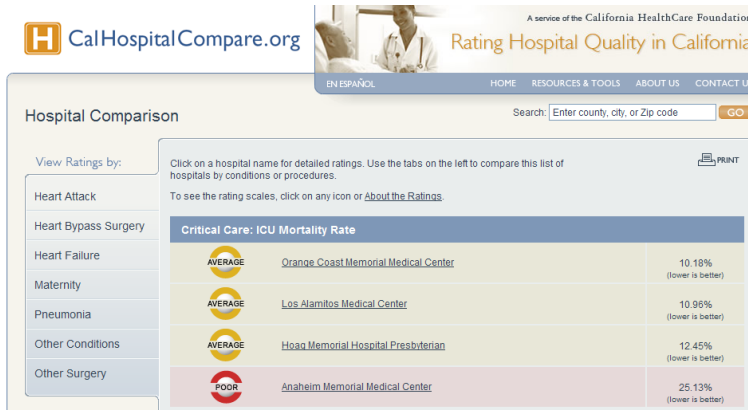 H CalHospitalCompare.org
A service of the California HealthCare Foundation
Rating Hospital Quality in California
EN ESPAÑOL HOME RESOURCES & TOOLS ABOUT US CONTACT U
Hospital Comparison
Search: Enter county, city, or Zip code GO
View Ratings by:
Heart Attack
Heart Bypass Surgery
Heart Failure
Maternity
Pneumonia
Other Conditions
Other Surgery
Click on a hospital name for detailed ratings. Use the tabs on the left to compare this list of
hospitals by conditions or procedures.
PRINT
To see the rating scales, click on any icon or About the Ratings.
Critical Care: ICU Mortality Rate
AVERAGE Orange Coast Memorial Medical Center 10.18%
(lower is better)
AVERAGE Los Alamitos Medical Center 10.96%
(lower is better)
AVERAGE Hoag Memorial Hospital Presbyterian 12.45%
(lower is better)
POOR Anaheim Memorial Medical Center 25.13%
(lower is better)